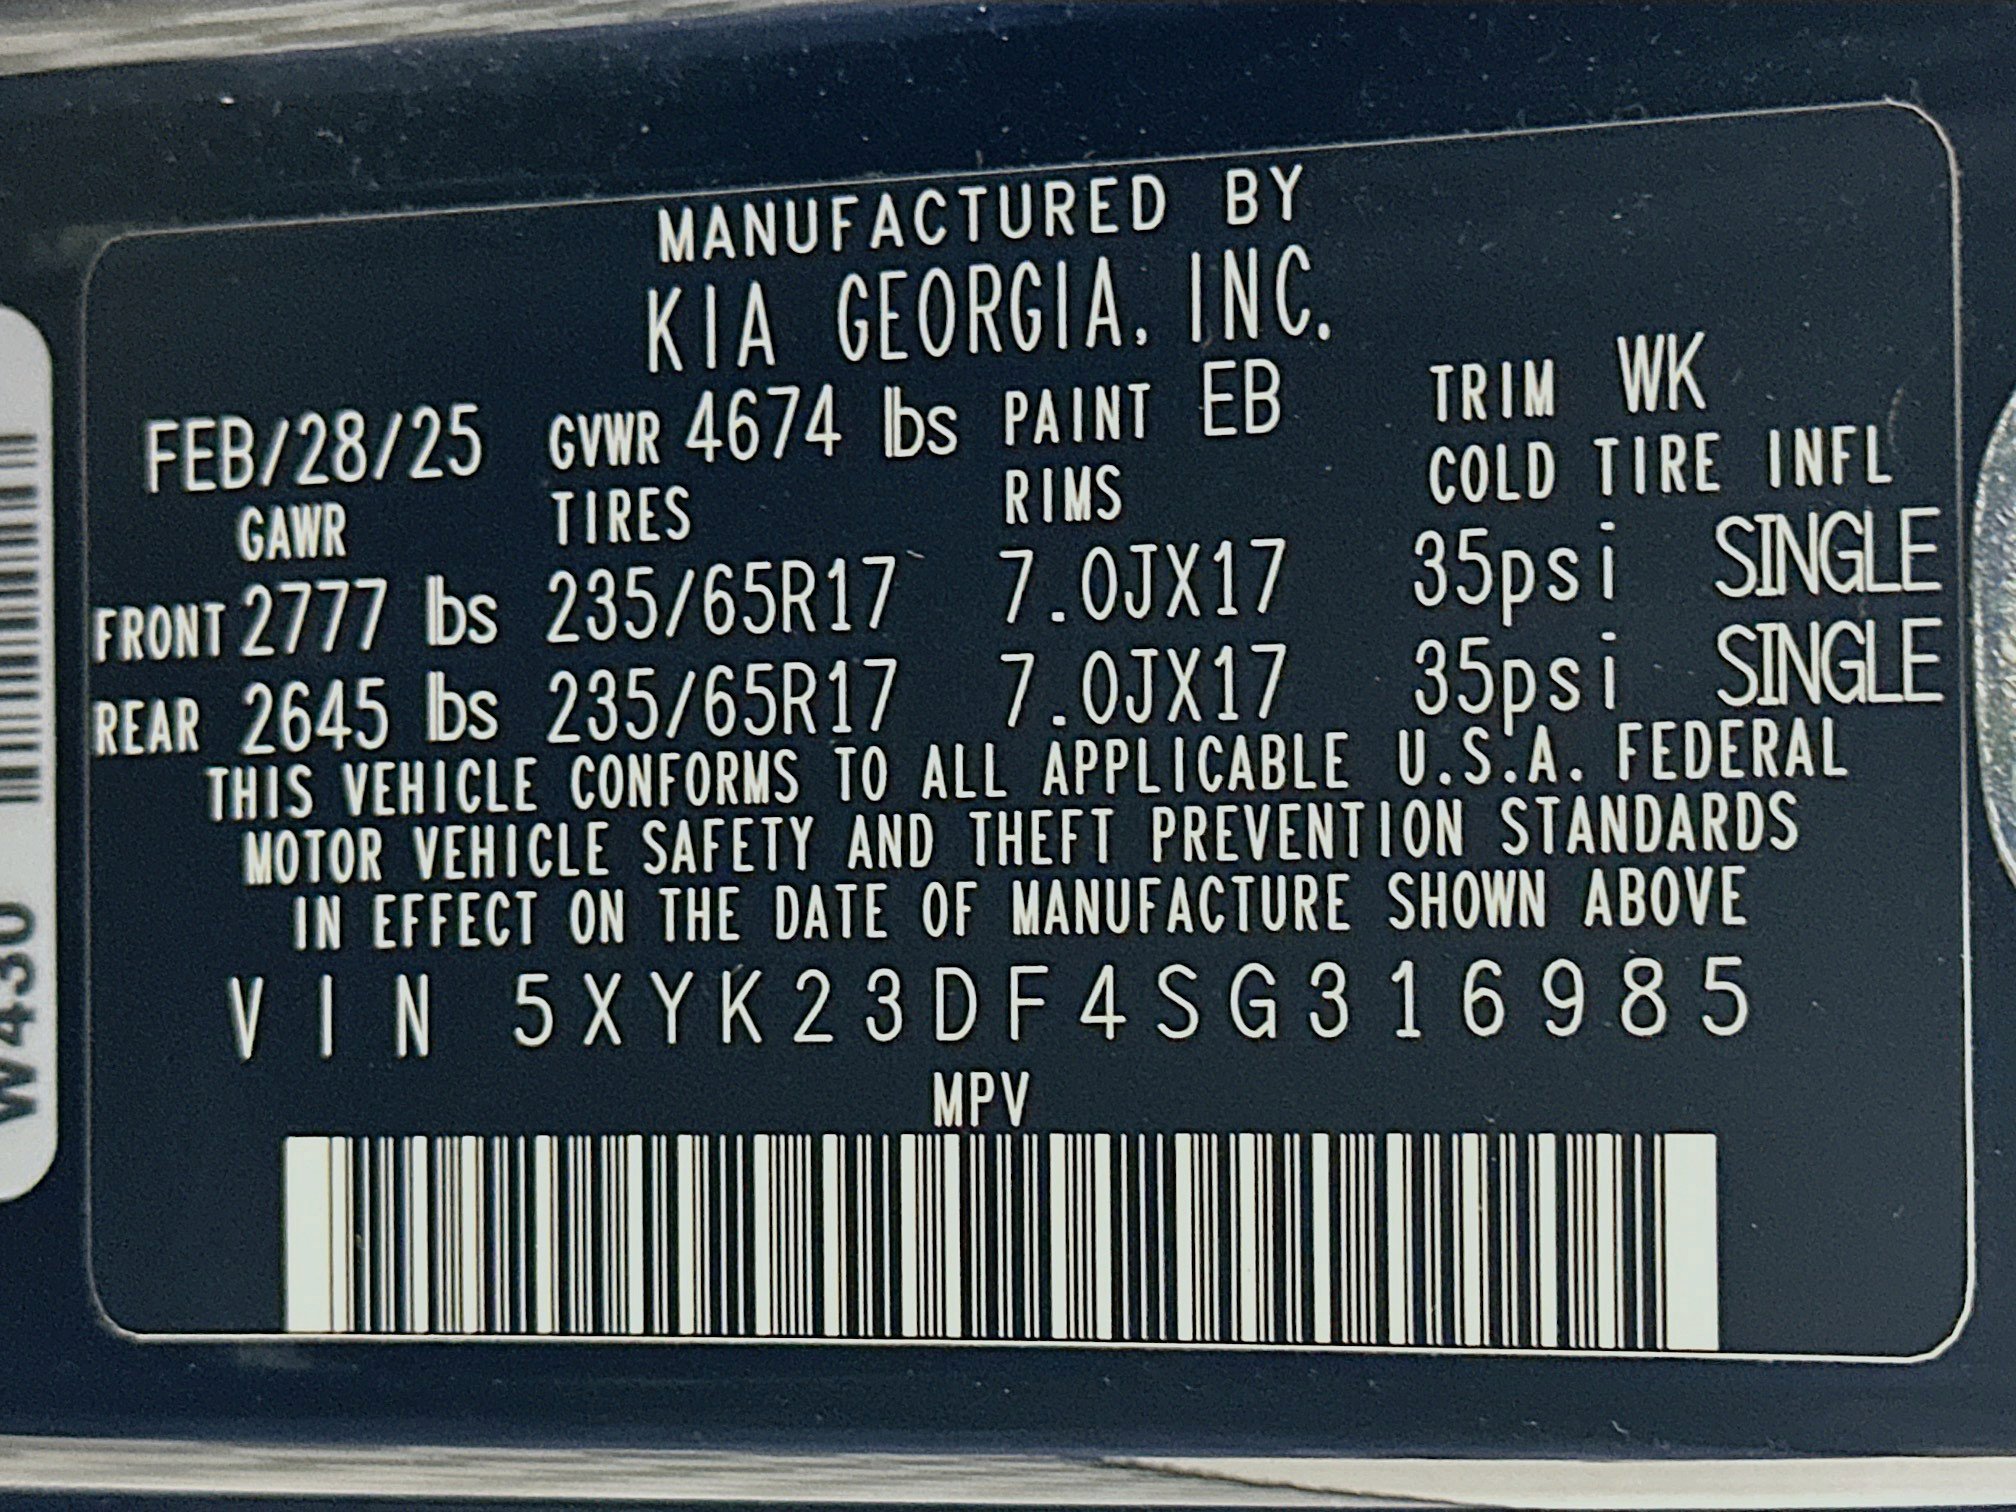 MANUFACTURED BY
KIA GEORGIA, INC.
FEB/28/25 GVWR 4674 lbs PAINT EB TRIM WK
GAWR TIRES RIMS COLD TIRE INFL
FRONT 2777 lbs 235/65R17 7.0JX17 35psi SINGLE
REAR 2645 lbs 235/65R17 7.0JX17 35psi SINGLE
THIS VEHICLE CONFORMS TO ALL APPLICABLE U.S.A. FEDERAL
MOTOR VEHICLE SAFETY AND THEFT PREVENTION STANDARDS
IN EFFECT ON THE DATE OF MANUFACTURE SHOWN ABOVE
VIN 5XYK23DF4SG316985
MPV
W430